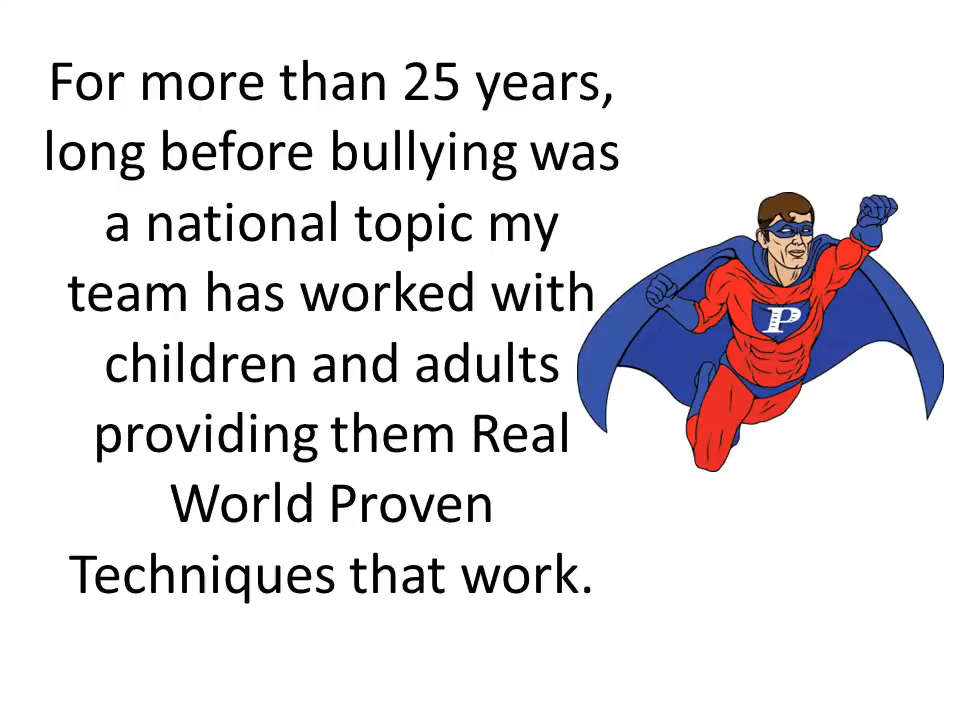 For more than 25 years,
long before bullying was
a national topic my
team has worked with
children and adults
providing them Real
World Proven
Techniques that work.
P